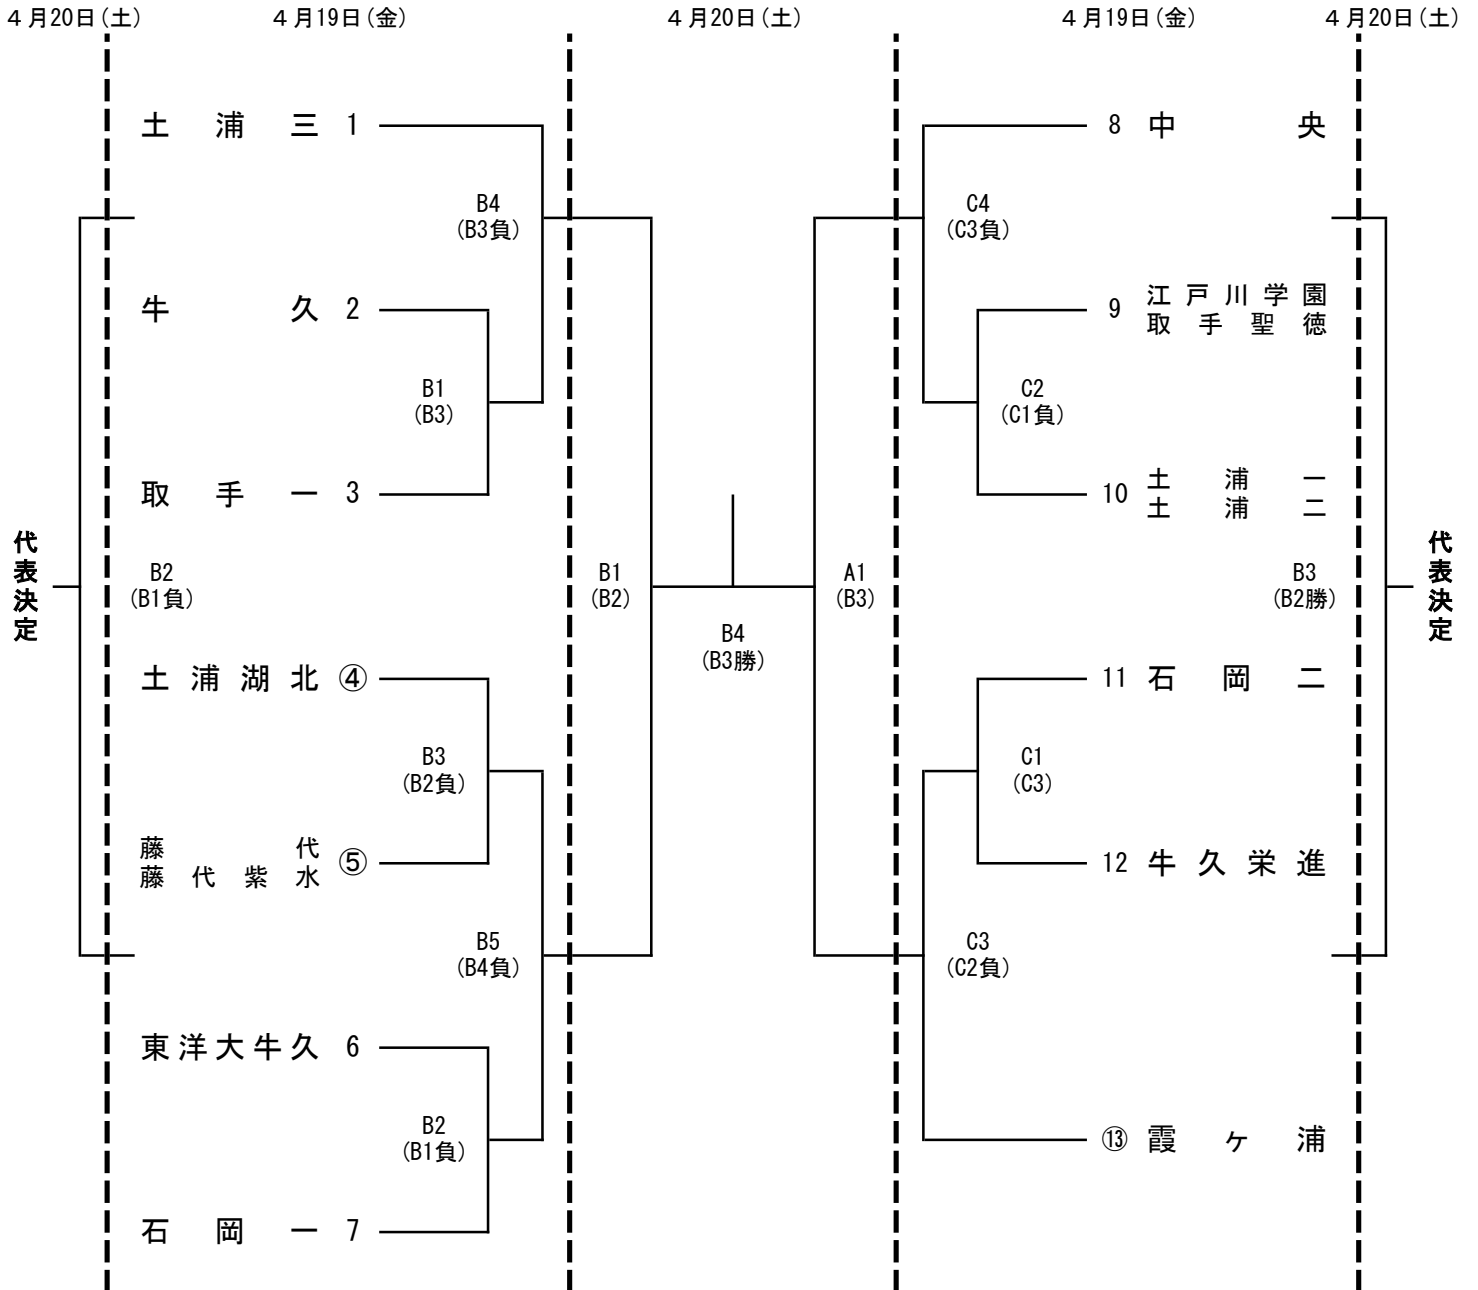 ４月20日（土）
４月19日（金）
４月20日（土）
４月19日（金）
４月20日（土）
土浦三 1
B4
（B3負）
牛久 2
B1
（B3）
取手一 3
代表決定
B2
（B1負）
土浦湖北 ④
B3
（B2負）
藤代
藤代紫水
⑤
B5
（B4負）
東洋大牛久 6
B2
（B1負）
石岡一 7
B1
（B2）
B4
（B3勝）
A1
（B3）
8 中央
C4
（C3負）
9
江戸川学園
取手聖徳
C2
（C1負）
10
土浦一
土浦二
B3
（B2勝）
代表決定
11 石岡二
C1
（C3）
12 牛久栄進
C3
（C2負）
⑬ 霞ヶ浦